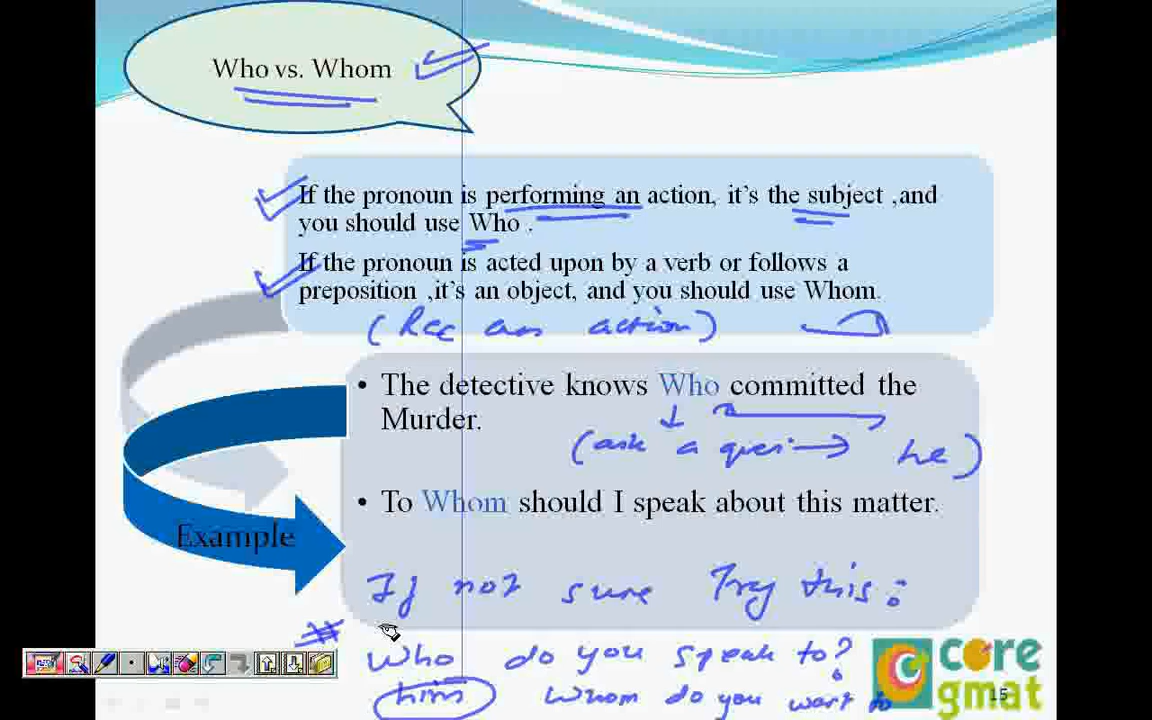 Who vs. Whom
If the pronoun is performing an action, it's the subject ,and
you should use Who .
If the pronoun is acted upon by a verb or follows a
preposition ,it's an object, and you should use Whom.
(Rec an action)
• The detective knows Who committed the
Murder.
(ask a ques → he)
• To Whom should I speak about this matter.
Example
If not sure Try this:
Who do you speak to?
him Whom do you want to
core
gmat
15